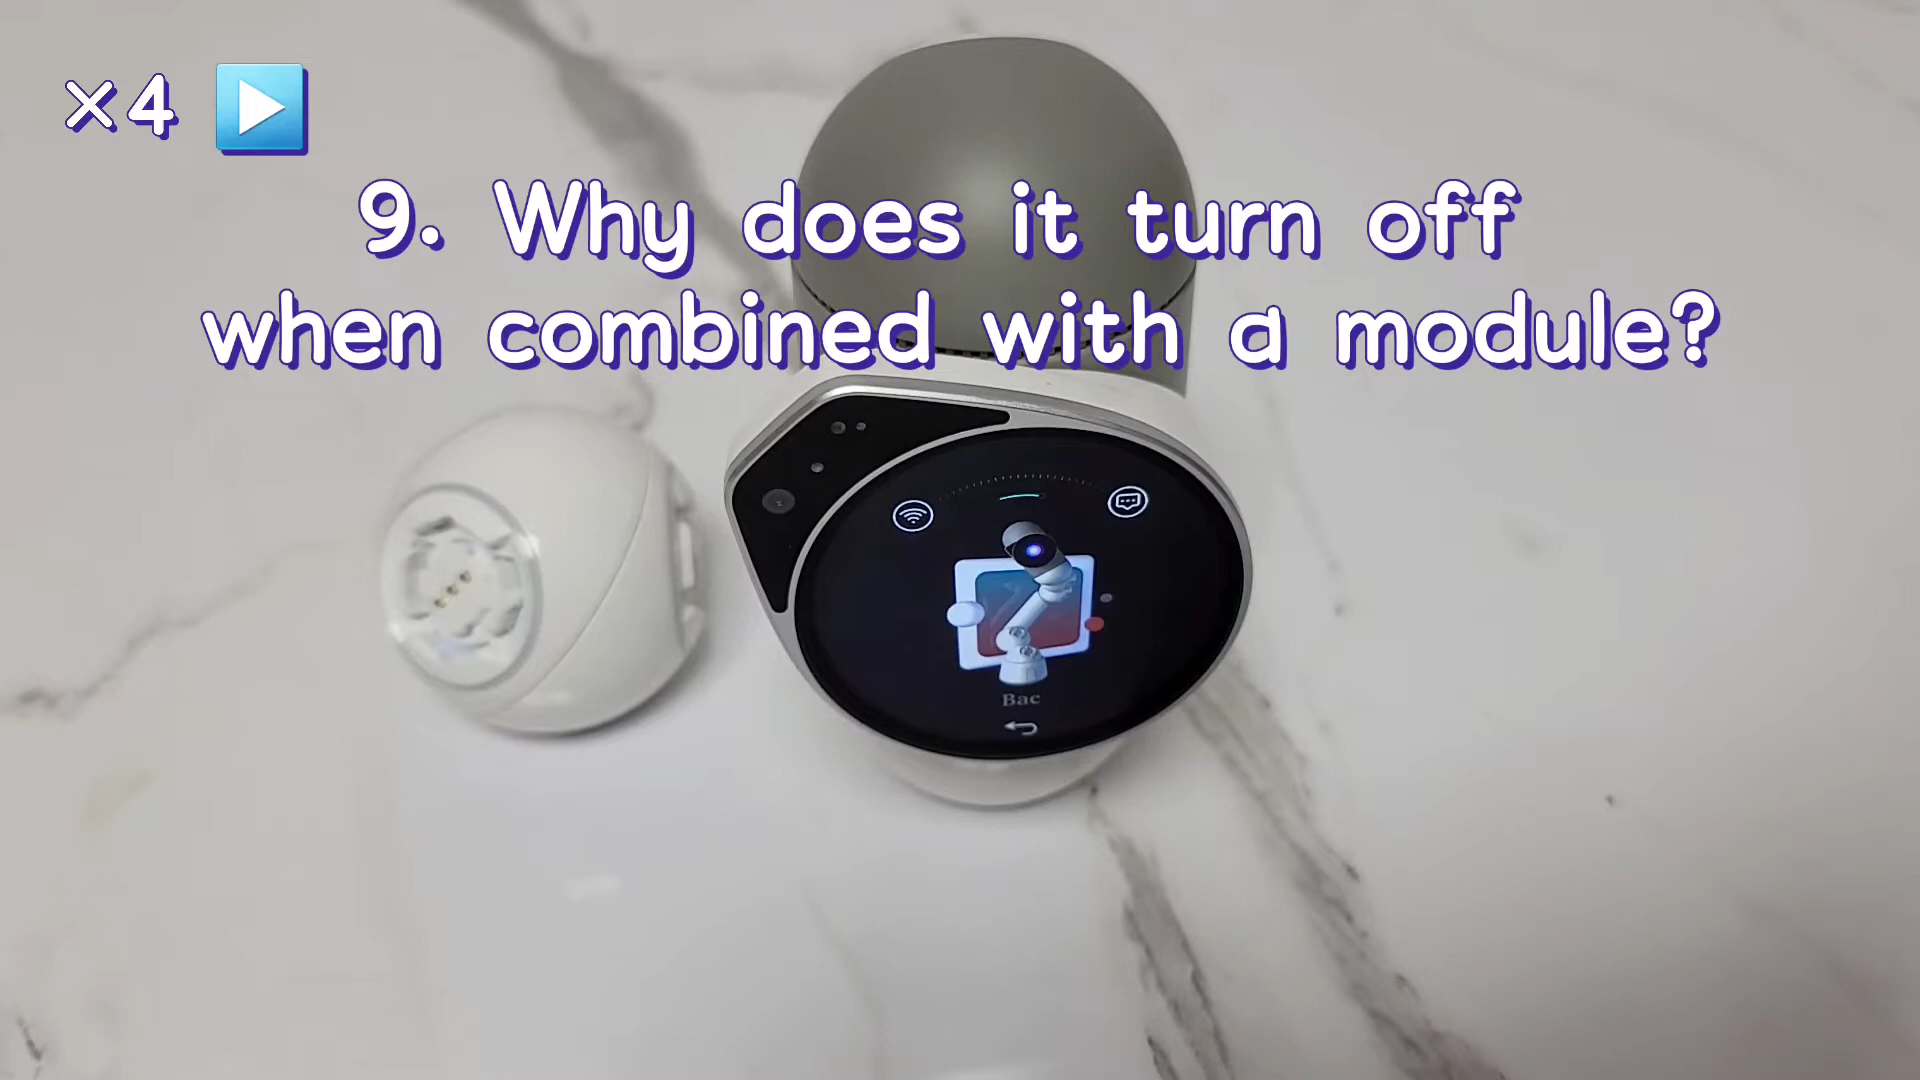 ×4
9. Why does it turn off
when combined with a module?
Bac